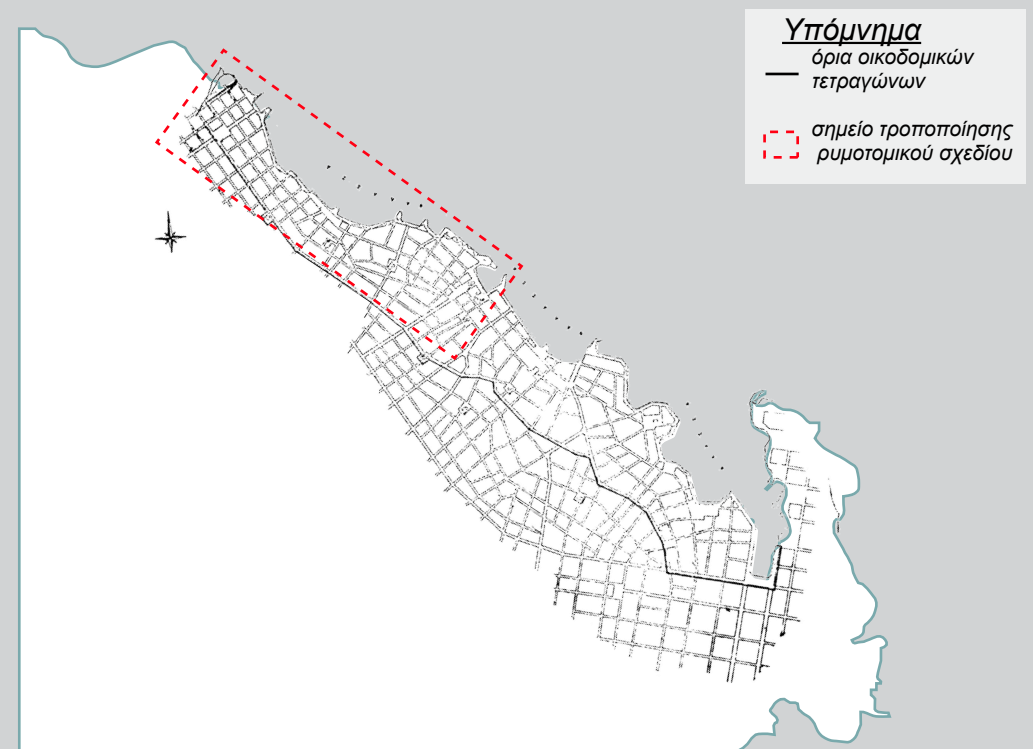 Υπόμνημα
όρια οικοδομικών
τετραγώνων
σημείο τροποποίησης
ρυμοτομικού σχεδίου